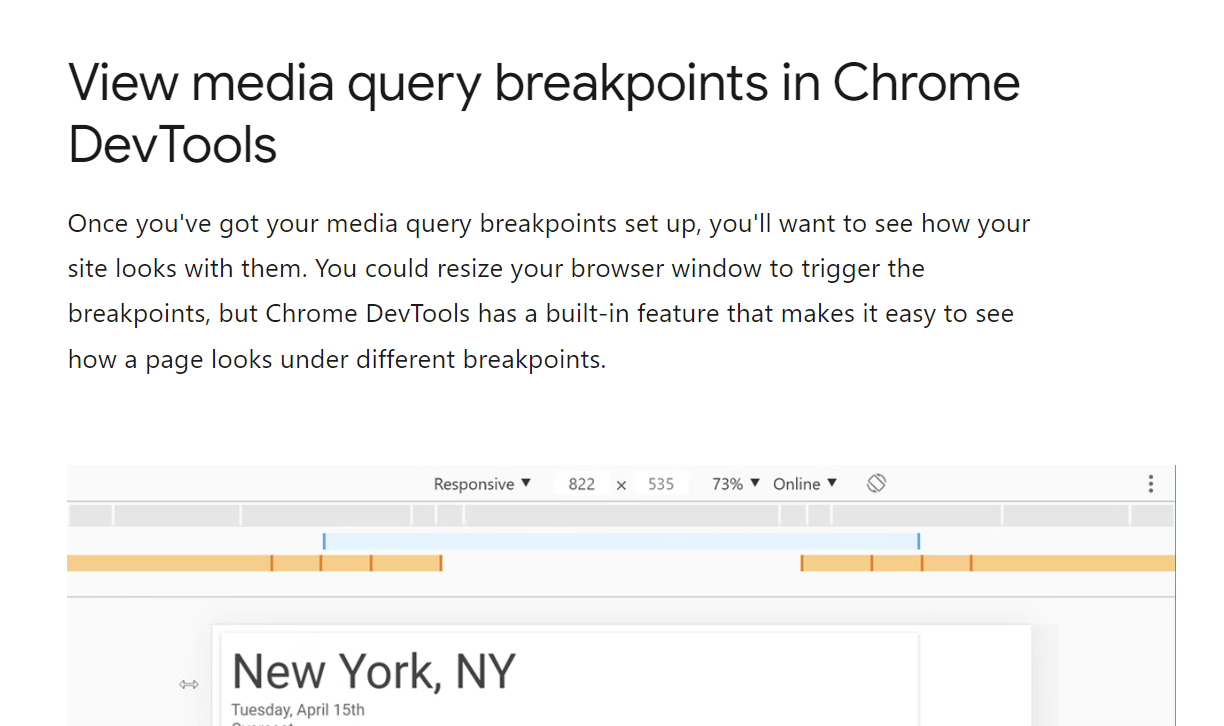 View media query breakpoints in Chrome
DevTools
Once you've got your media query breakpoints set up, you'll want to see how your
site looks with them. You could resize your browser window to trigger the
breakpoints, but Chrome DevTools has a built-in feature that makes it easy to see
how a page looks under different breakpoints.
Responsive ▼ 822 x 535 73% ▼ Online ▼
New York, NY
Tuesday, April 15th